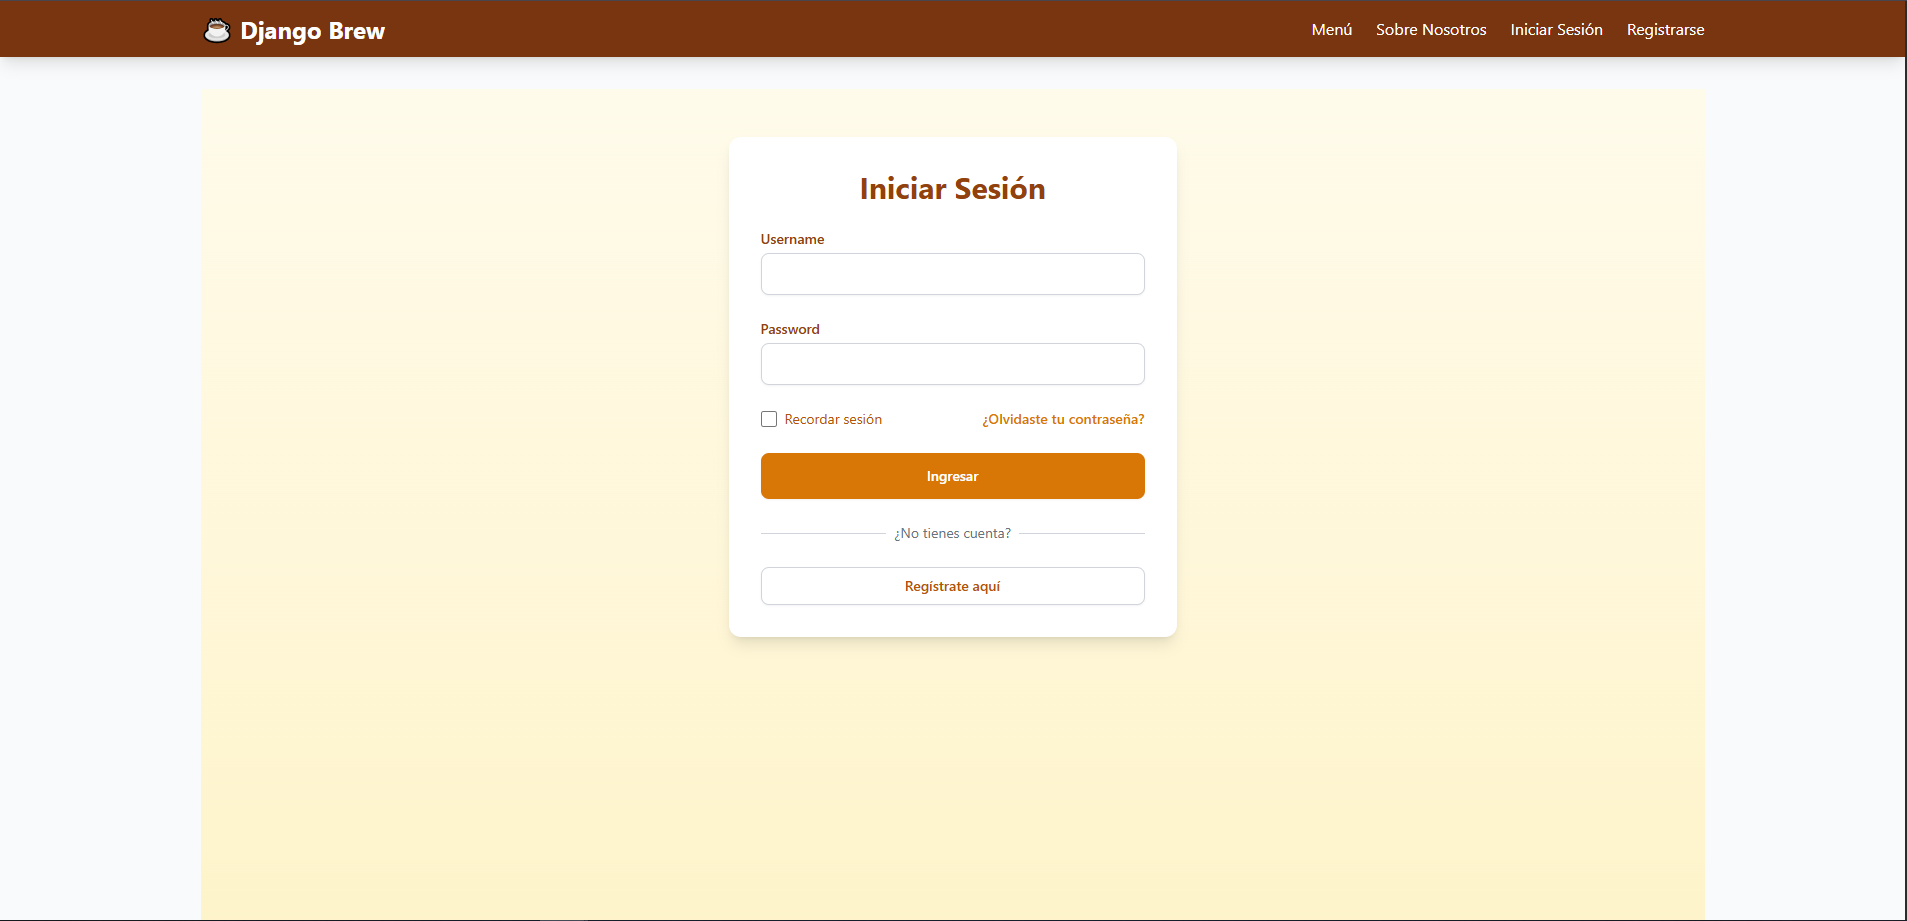 Django Brew
Menú Sobre Nosotros Iniciar Sesión Registrarse
Iniciar Sesión
Username
Password
Recordar sesión ¿Olvidaste tu contraseña?
Ingresar
¿No tienes cuenta?
Regístrate aquí